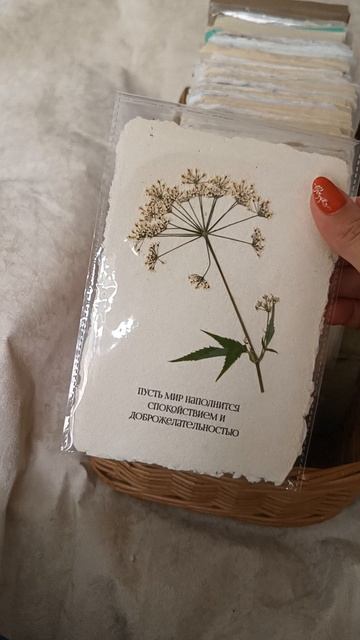 ПУСТЬ МИР НАПОЛНИТСЯ
СПОКОЙСТВИЕМ И
ДОБРОЖЕЛАТЕЛЬНОСТЬЮ